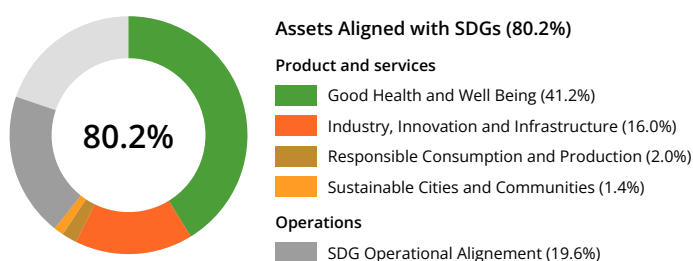 80.2%
Assets Aligned with SDGs (80.2%)
Product and services
Good Health and Well Being (41.2%)
Industry, Innovation and Infrastructure (16.0%)
Responsible Consumption and Production (2.0%)
Sustainable Cities and Communities (1.4%)
Operations
SDG Operational Alignement (19.6%)